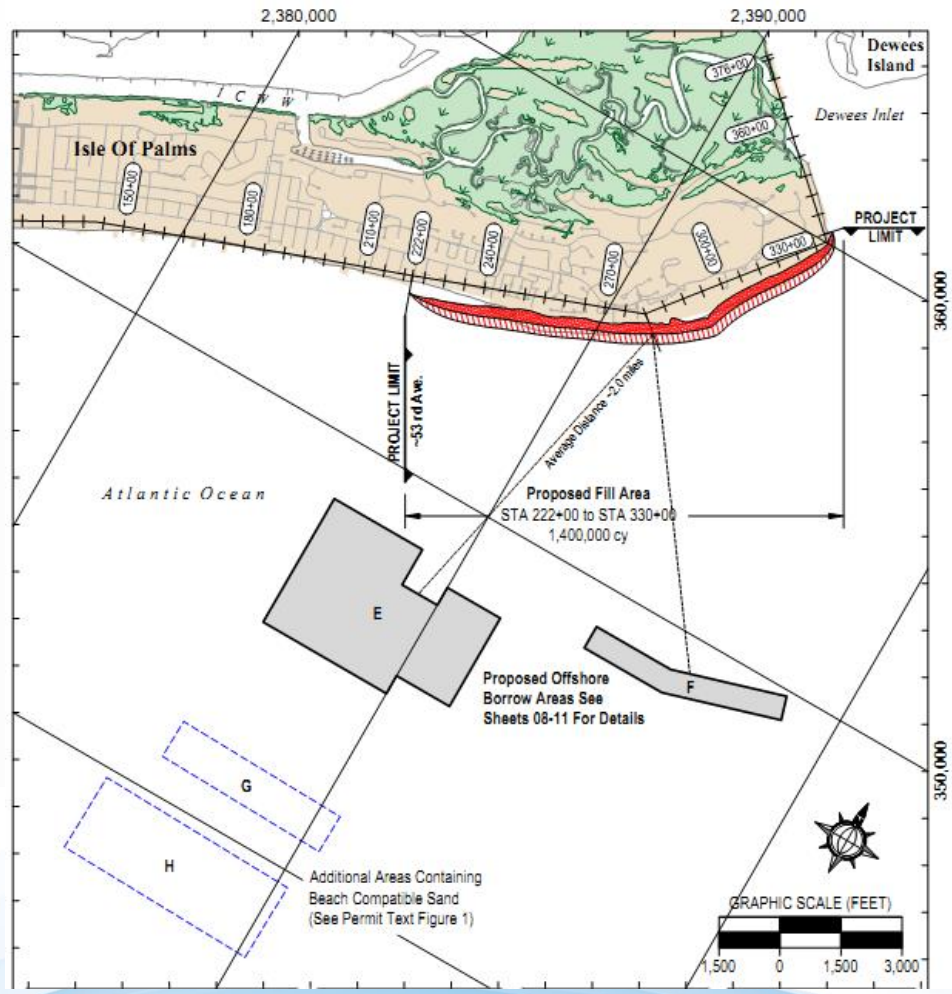 2,380,000
2,390,000
Dewees
Island
Dewees Inlet
ICWW
376+00
360+00
Isle Of Palms
150+00
180+00
210+00
222+00
240+00
270+00
300+00
330+00
PROJECT
LIMIT
360,000
PROJECT LIMIT
~53 rd Ave.
Average Distance ~2.0 miles
Atlantic Ocean
Proposed Fill Area
STA 222+00 to STA 330+00
1,400,000 cy
E
F
Proposed Offshore
Borrow Areas See
Sheets 08-11 For Details
350,000
G
H
Additional Areas Containing
Beach Compatible Sand
(See Permit Text Figure 1)
GRAPHIC SCALE (FEET)
1,500 0 1,500 3,000